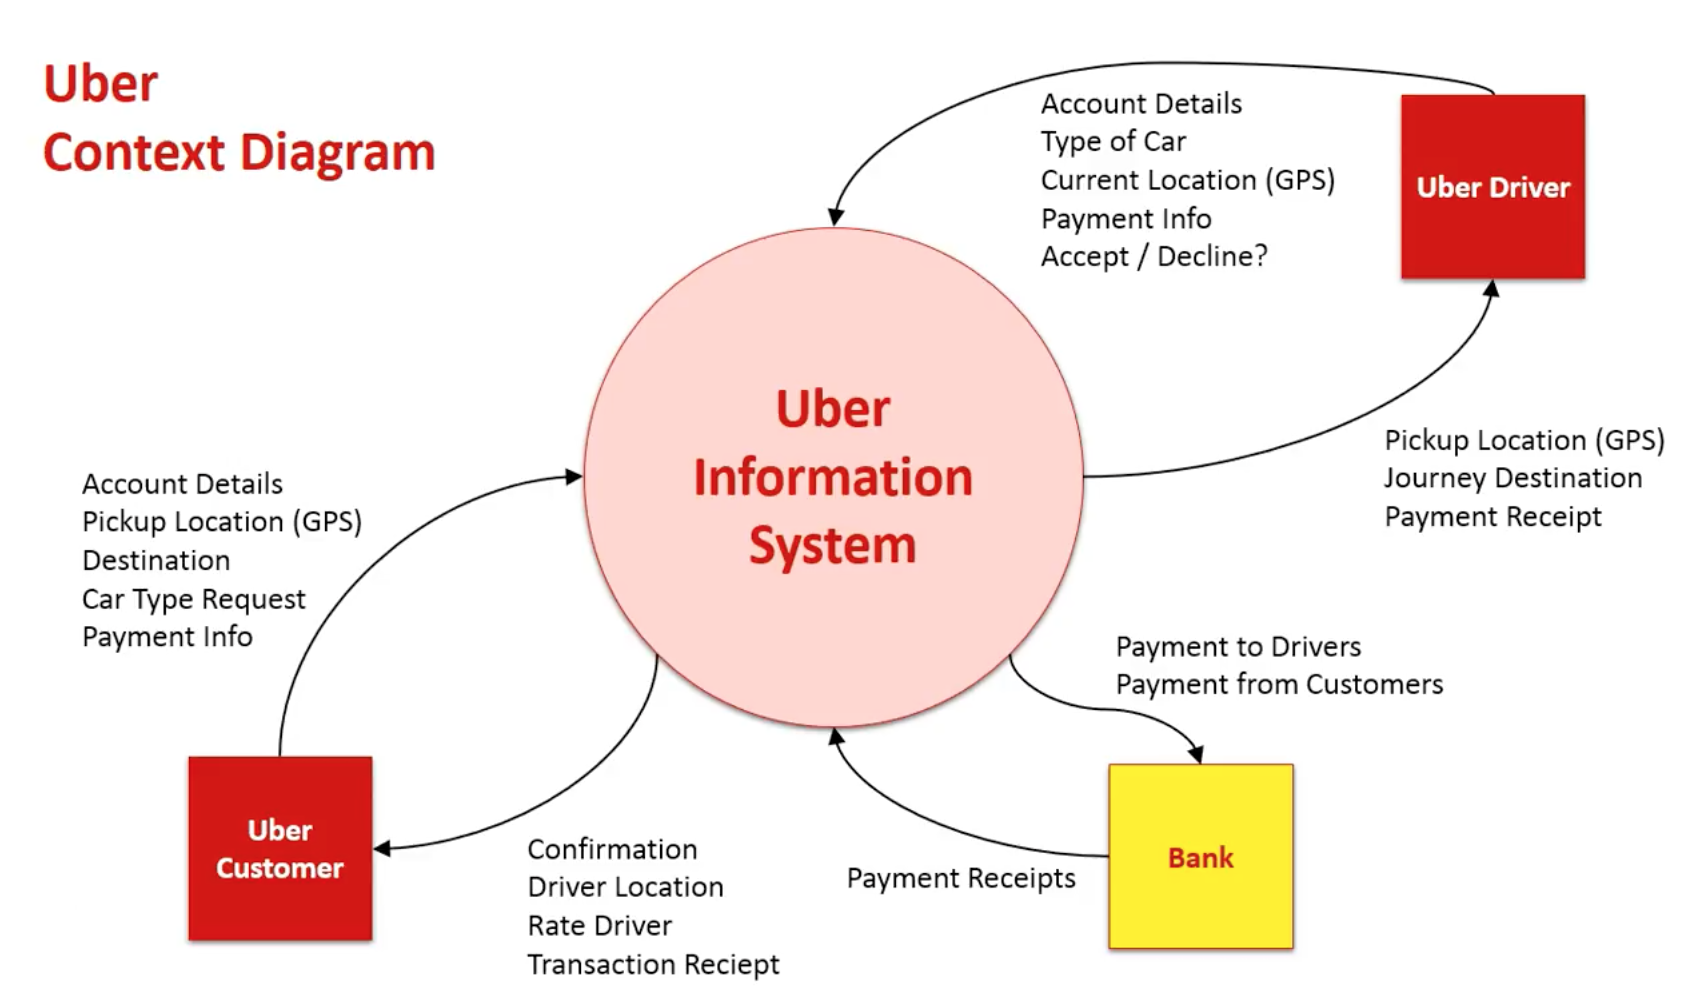 Uber
Context Diagram
Account Details
Type of Car
Current Location (GPS)
Payment Info
Accept / Decline?
Uber Driver
Uber
Information
System
Pickup Location (GPS)
Journey Destination
Payment Receipt
Account Details
Pickup Location (GPS)
Destination
Car Type Request
Payment Info
Payment to Drivers
Payment from Customers
Uber
Customer
Confirmation
Driver Location
Rate Driver
Transaction Reciept
Payment Receipts
Bank